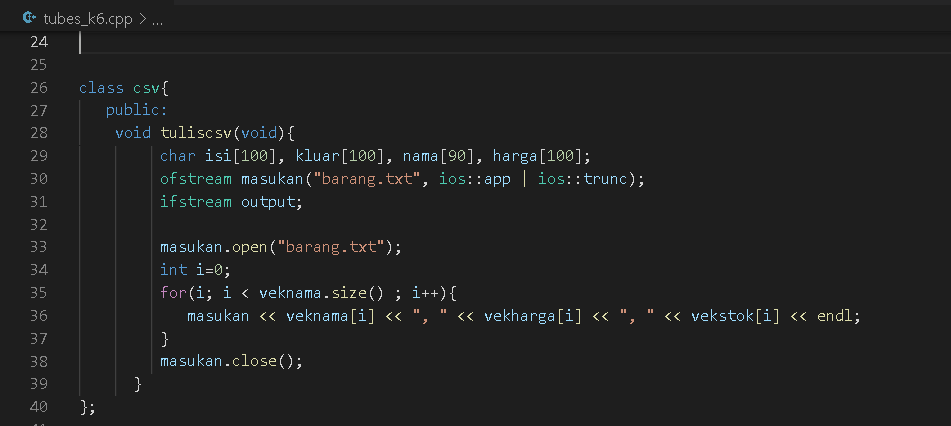 tubes_k6.cpp > ...
24
25
26 class csv{
27 public:
28 void tuliscsv(void){
29 char isi[100], kluar[100], nama[90], harga[100];
30 ofstream masukan("barang.txt", ios::app | ios::trunc);
31 ifstream output;
32
33 masukan.open("barang.txt");
34 int i=0;
35 for(i; i < veknama.size() ; i++){
36 masukan << veknama[i] << ", " << vekharga[i] << ", " << vekstok[i] << endl;
37 }
38 masukan.close();
39 }
40 };